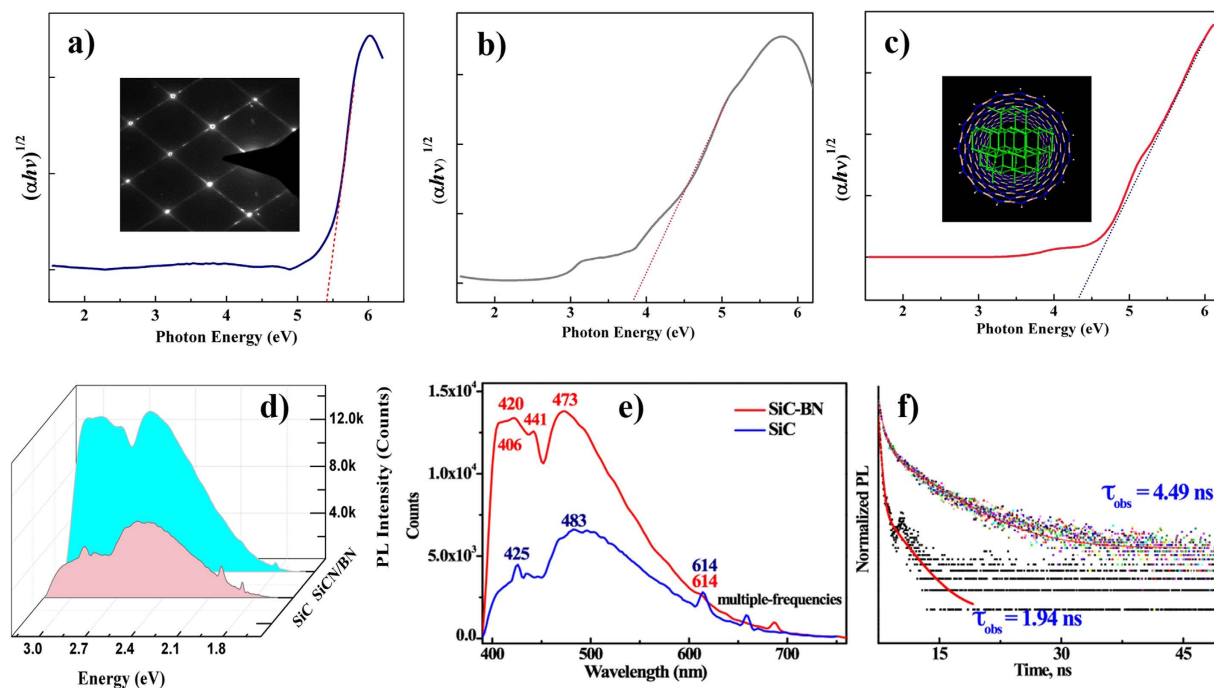 a)
(αhν)^1/2
2 3 4 5 6
Photon Energy (eV)
b)
(αhν)^1/2
2 3 4 5 6
Photon Energy (eV)
c)
(αhν)^1/2
2 3 4 5 6
Photon Energy (eV)
d)
12.0k
8.0k
4.0k
PL Intensity (Counts)
SiC SiCN/BN
3.0 2.7 2.4 2.1 1.8
Energy (eV)
e)
1.5x10^4
1.0x10^4
5.0x10^3
0.0
Counts
420
406
441
473
SiC-BN
SiC
425
483
614
614
multiple-frequencies
400 500 600 700
Wavelength (nm)
f)
Normalized PL
τobs = 4.49 ns
τobs = 1.94 ns
15 30 45
Time, ns